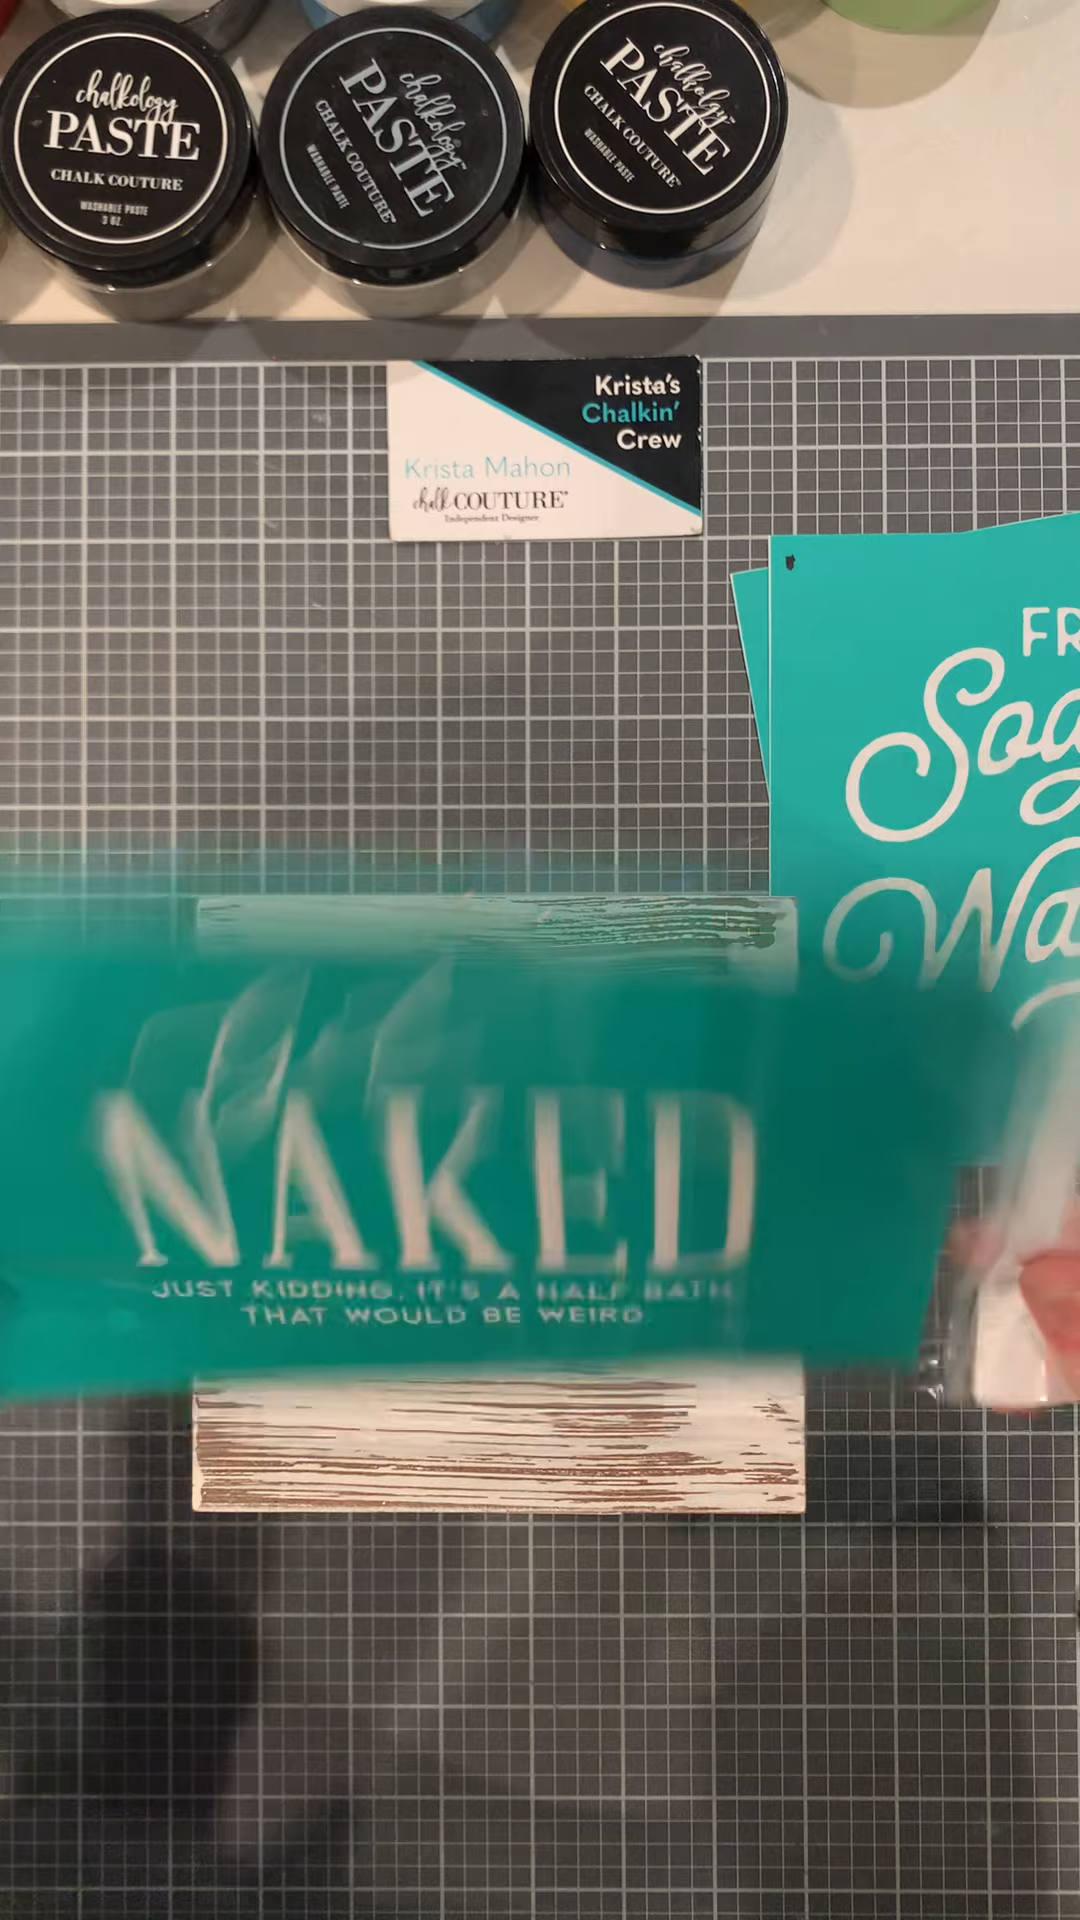 chalkology
PASTE
CHALK COUTURE
WASHABLE PASTE
3 OZ.
chalkology
PASTE
CHALK COUTURE
WASHABLE PASTE
chalkology
PASTE
CHALK COUTURE
WASHABLE PASTE
Krista's
Chalkin'
Crew
Krista Mahon
chalk COUTURE
Independent Designer
FR
Soa
Wa
NAKED
JUST KIDDING, IT'S A HALF BATH
THAT WOULD BE WEIRD.